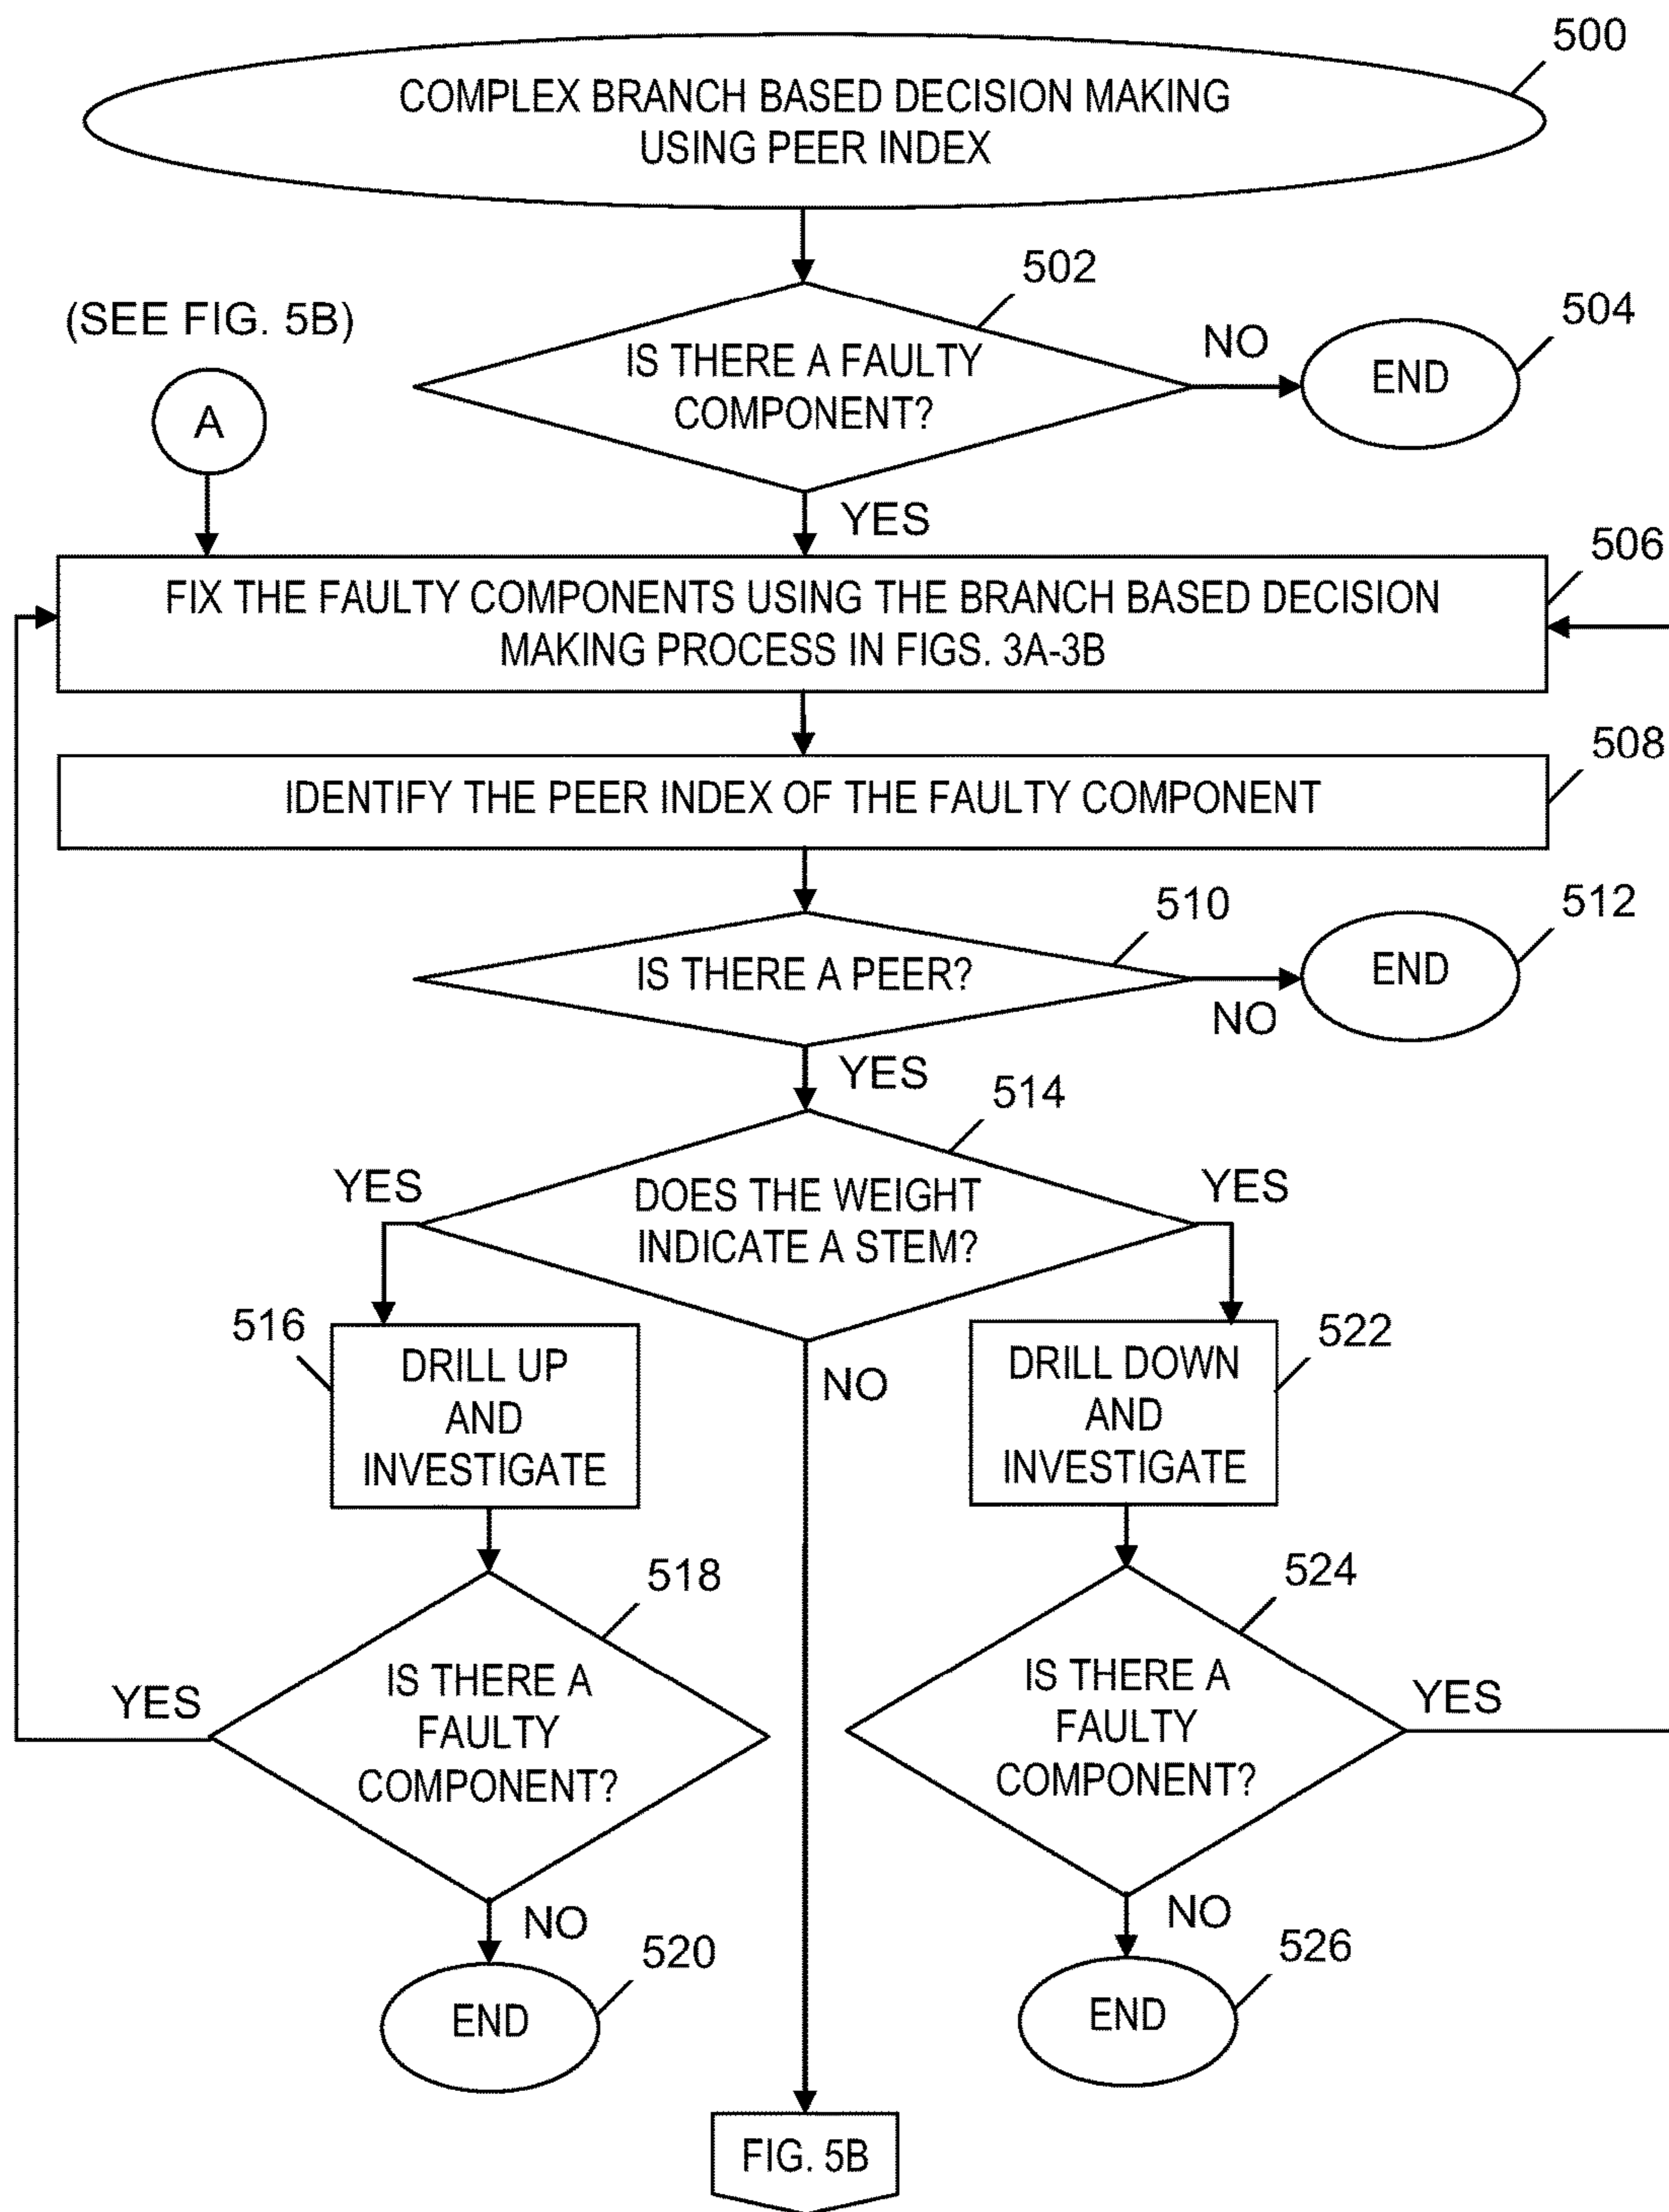 500
COMPLEX BRANCH BASED DECISION MAKING
USING PEER INDEX
502
(SEE FIG. 5B)
504
IS THERE A FAULTY
COMPONENT?
NO
END
A
YES
506
FIX THE FAULTY COMPONENTS USING THE BRANCH BASED DECISION
MAKING PROCESS IN FIGS. 3A-3B
508
IDENTIFY THE PEER INDEX OF THE FAULTY COMPONENT
510
512
IS THERE A PEER?
END
NO
YES
514
YES
DOES THE WEIGHT
INDICATE A STEM?
YES
516
DRILL UP
AND
INVESTIGATE
NO
522
DRILL DOWN
AND
INVESTIGATE
518
524
YES
IS THERE A
FAULTY
COMPONENT?
IS THERE A
FAULTY
COMPONENT?
YES
NO
NO
520
526
END
END
FIG. 5B